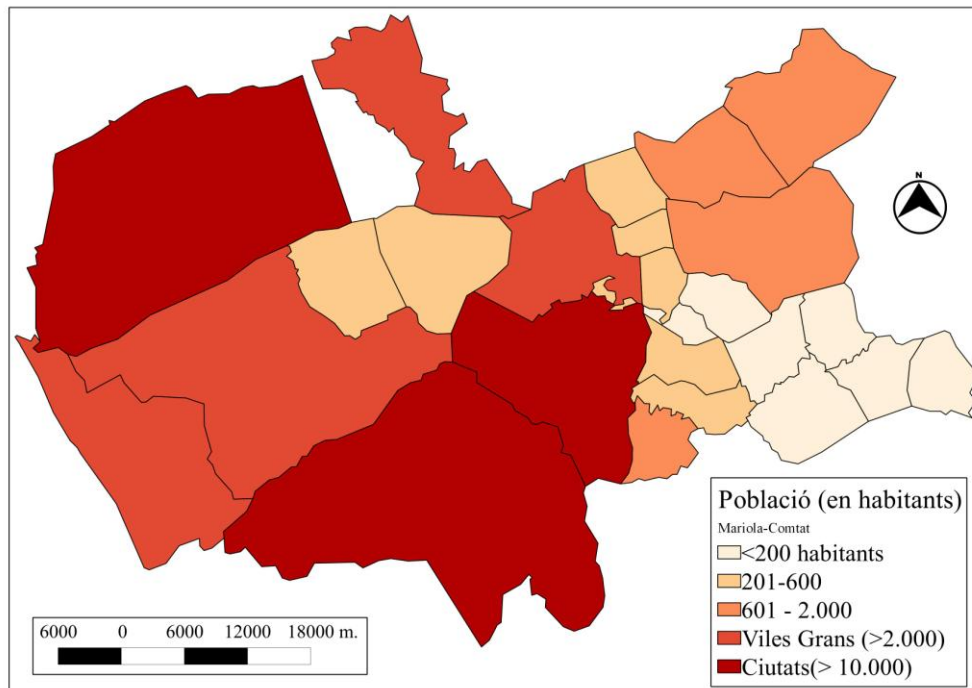 N
Població (en habitants)
Mariola-Comtat
<200 habitants
201-600
601 - 2.000
Viles Grans (>2.000)
Ciutats(> 10.000)
6000 0 6000 12000 18000 m.